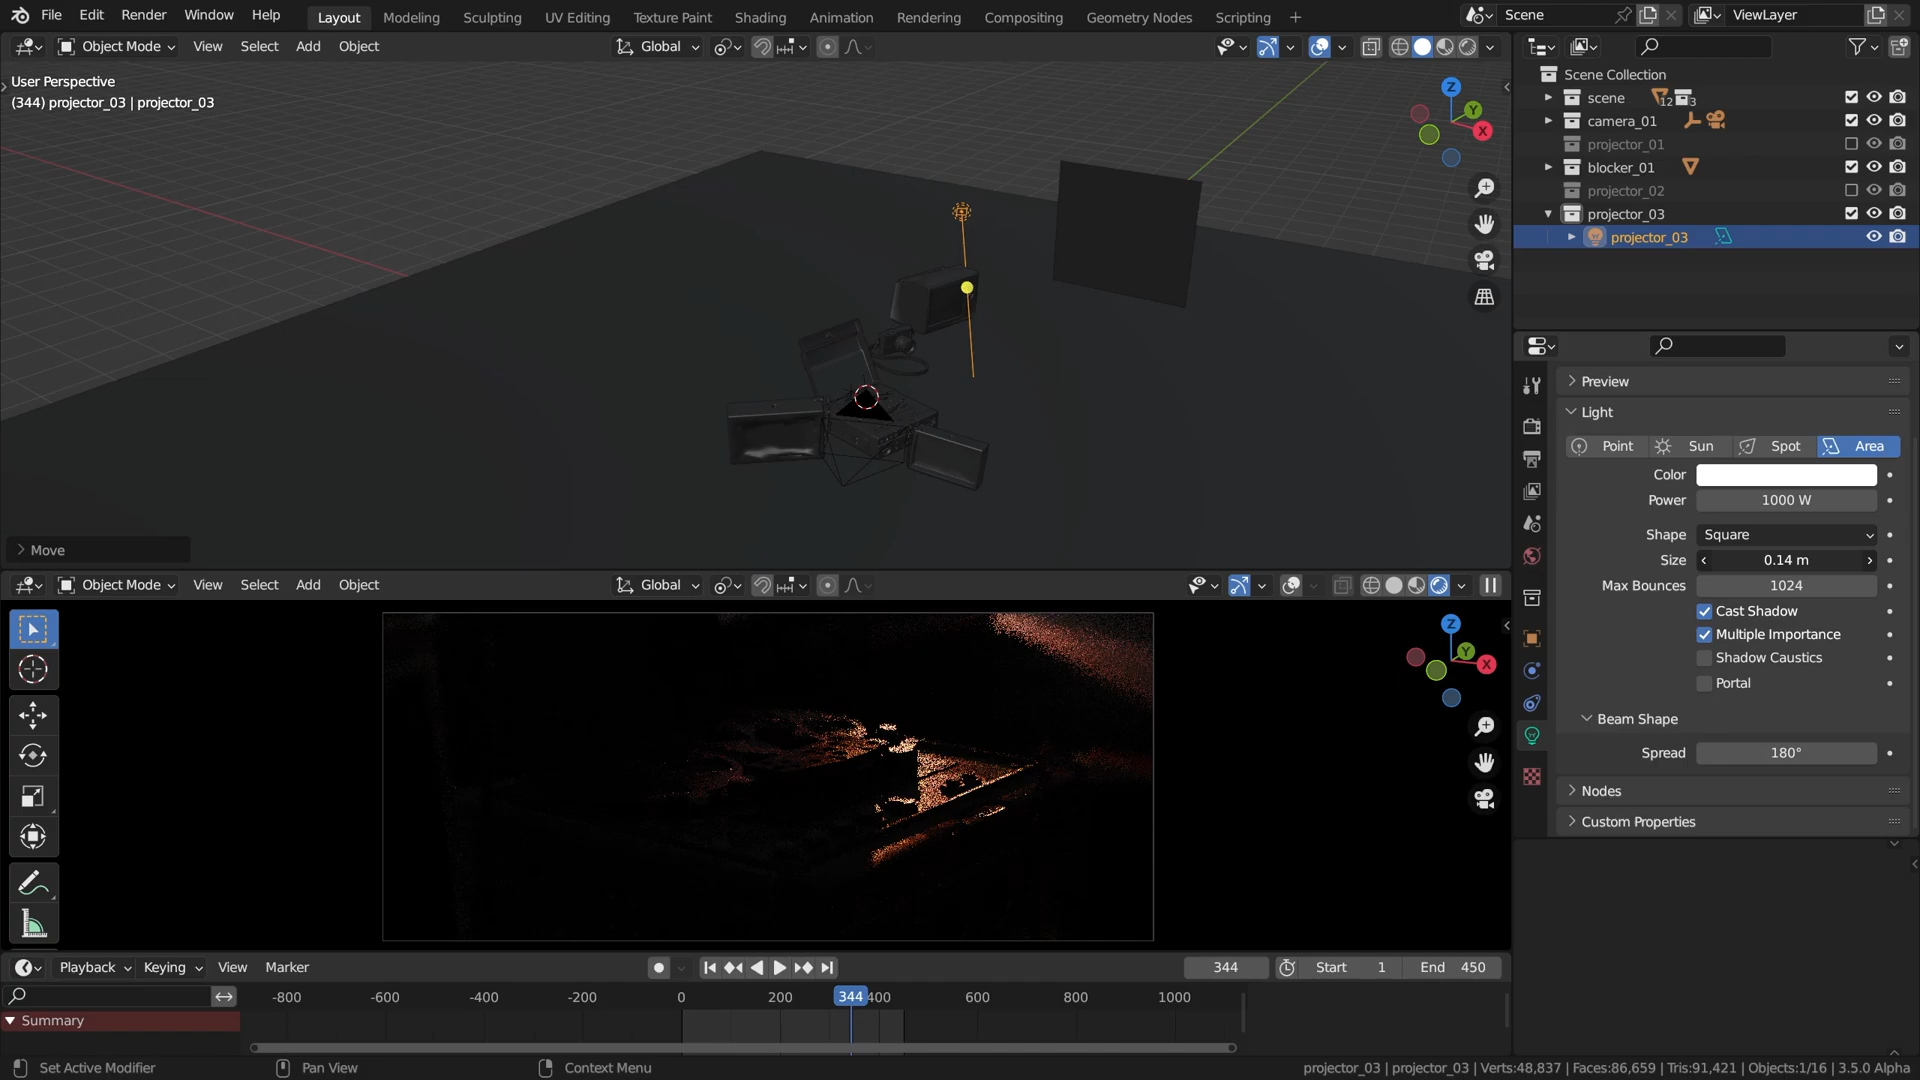 File Edit Render Window Help Layout Modeling Sculpting UV Editing Texture Paint Shading Animation Rendering Compositing Geometry Nodes Scripting + Scene ViewLayer
Object Mode View Select Add Object Global
User Perspective
(344) projector_03 | projector_03
Z
Y
X
Move
Object Mode View Select Add Object Global
Z
Y
X
Playback Keying View Marker 344 Start 1 End 450
-800 -600 -400 -200 0 200 344 400 600 800 1000
Summary
Scene Collection
scene 12 3
camera_01
projector_01
blocker_01
projector_02
projector_03
projector_03
Preview
Light
Point Sun Spot Area
Color
Power 1000 W
Shape Square
Size 0.14 m
Max Bounces 1024
Cast Shadow
Multiple Importance
Shadow Caustics
Portal
Beam Shape
Spread 180°
Nodes
Custom Properties
Set Active Modifier Pan View Context Menu projector_03 | projector_03 | Verts:48,837 | Faces:86,659 | Tris:91,421 | Objects:1/16 | 3.5.0 Alpha